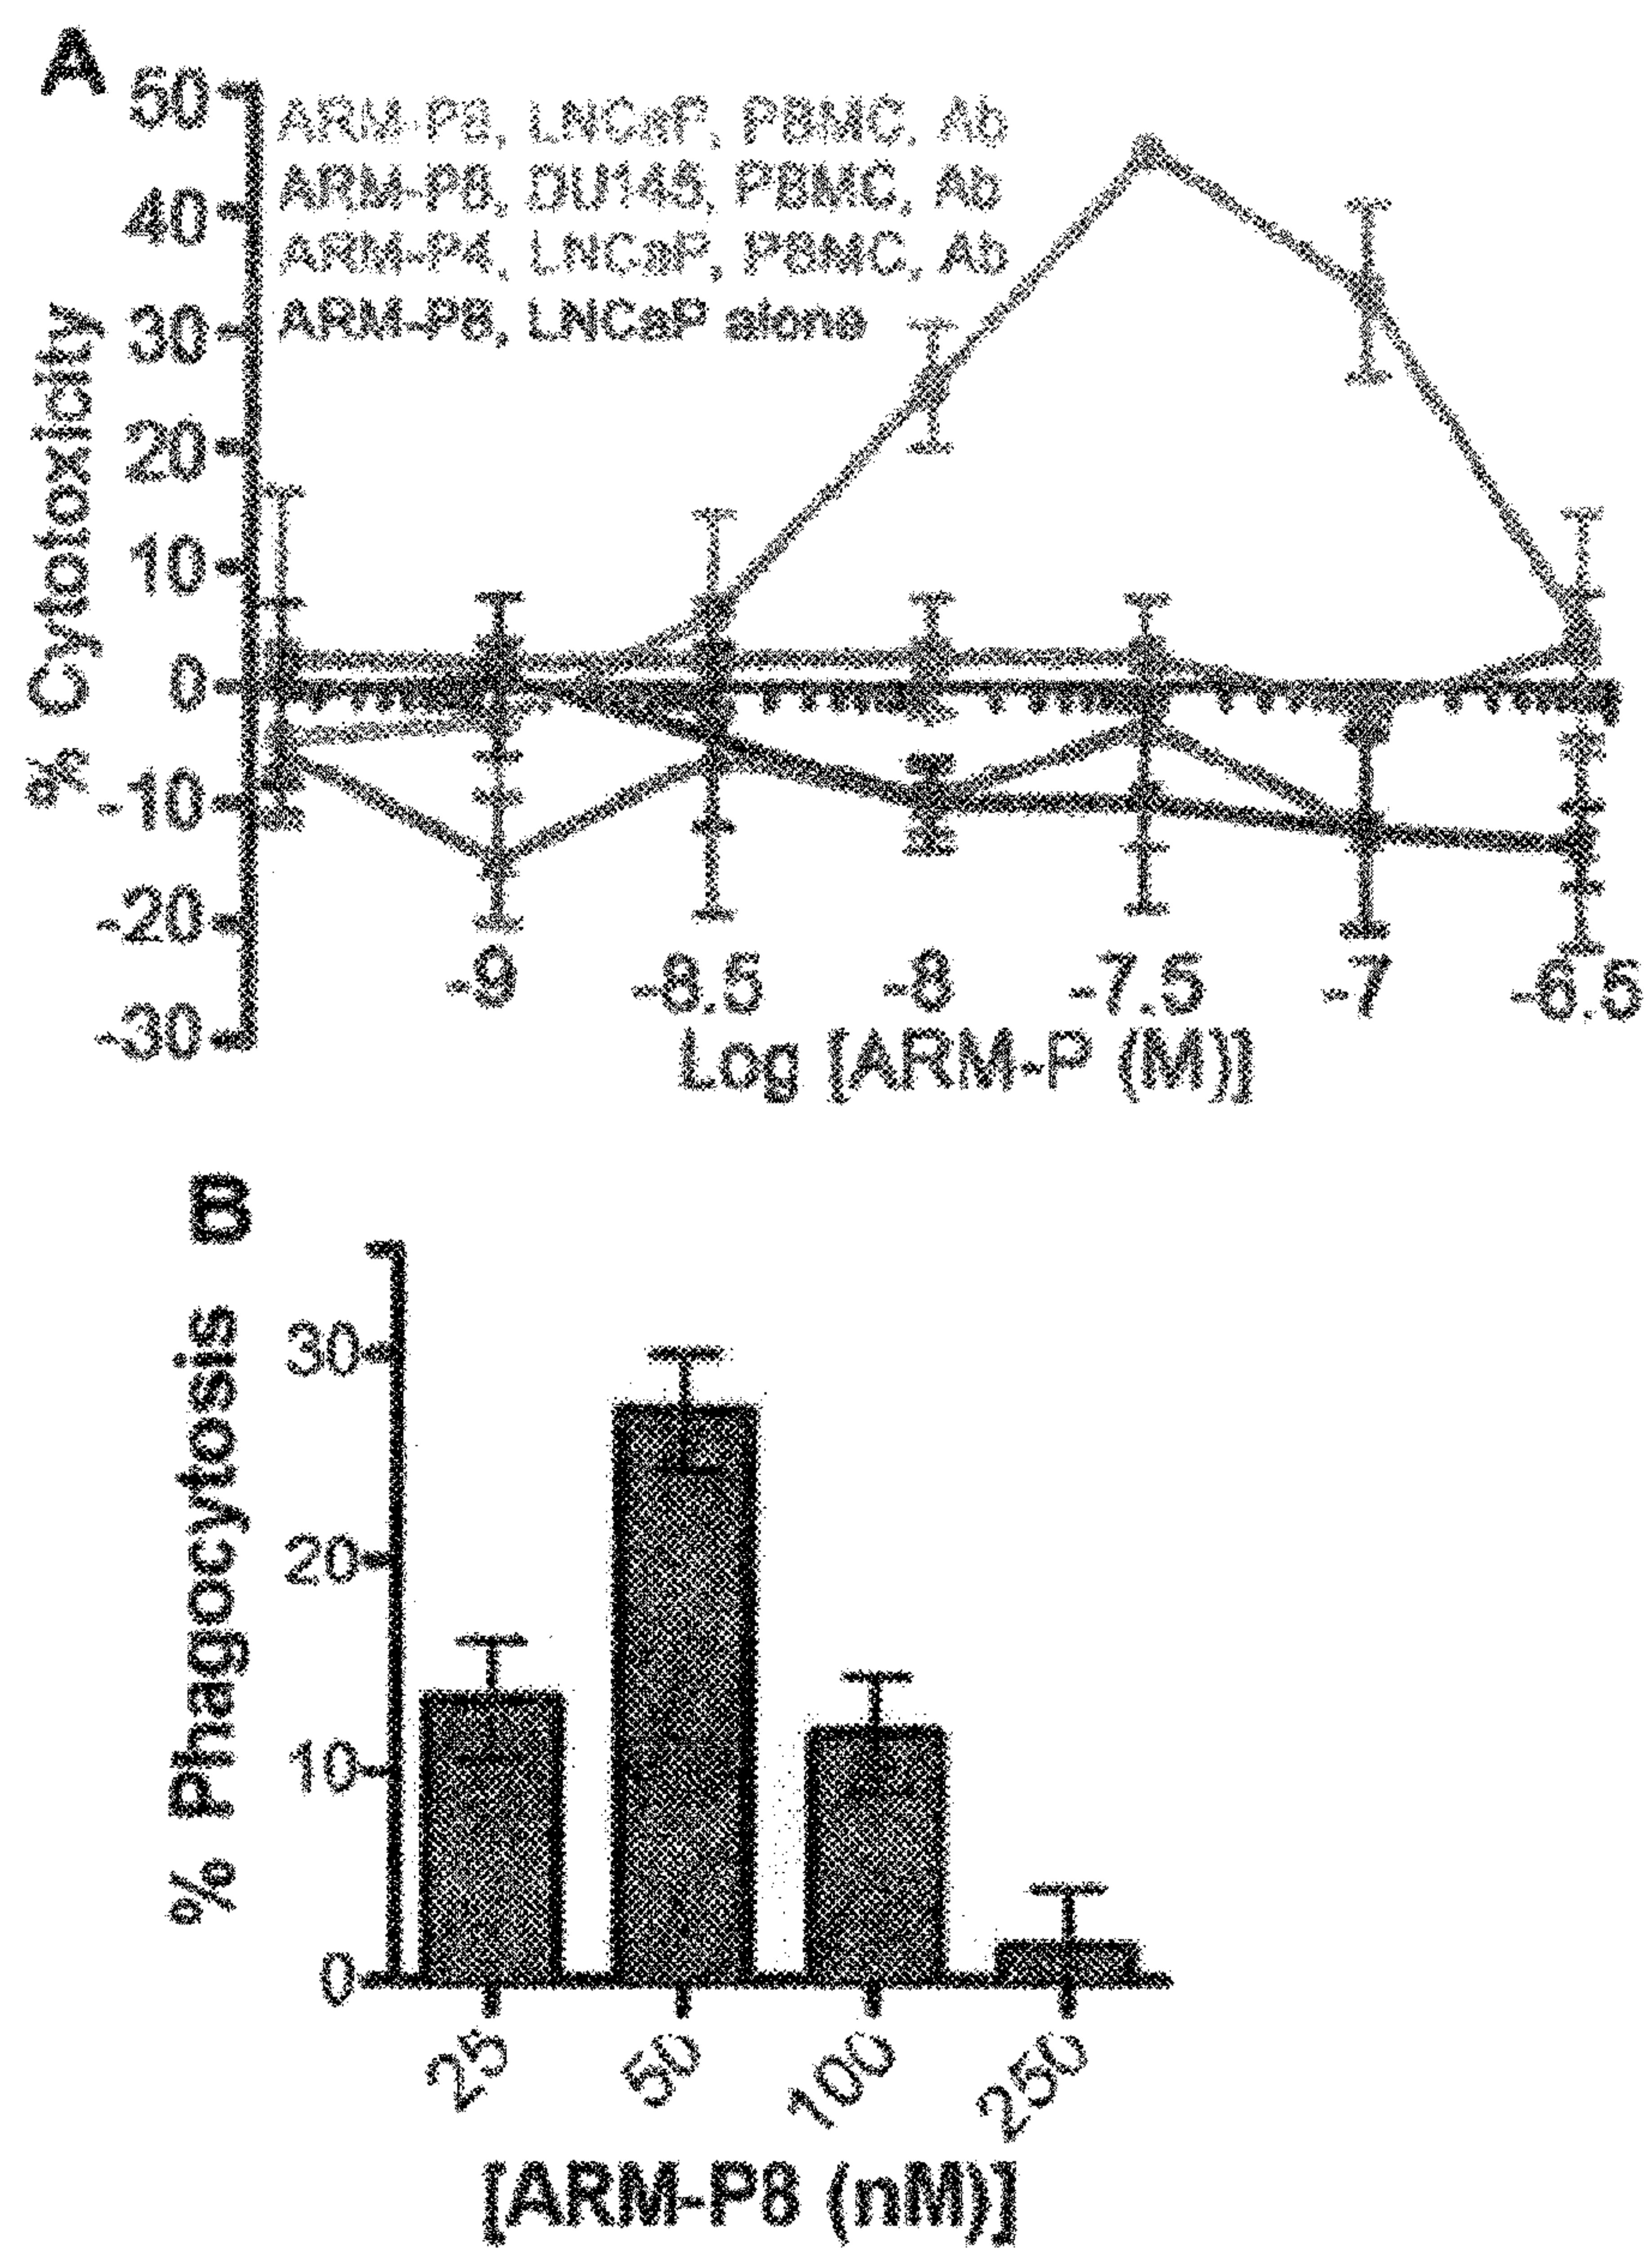 A
50
ARM-P8, LNCaP, PBMC, Ab
ARM-P8, DU145, PBMC, Ab
40
ARM-P4, LNCaP, PBMC, Ab
ARM-P8, LNCaP alone
30
20
10
0
-10
-20
-30
% Cytotoxicity
-9 -8.5 -8 -7.5 -7 -6.5
Log [ARM-P (M)]
B
30
20
10
0
% Phagocytosis
25 50 100 250
[ARM-P8 (nM)]